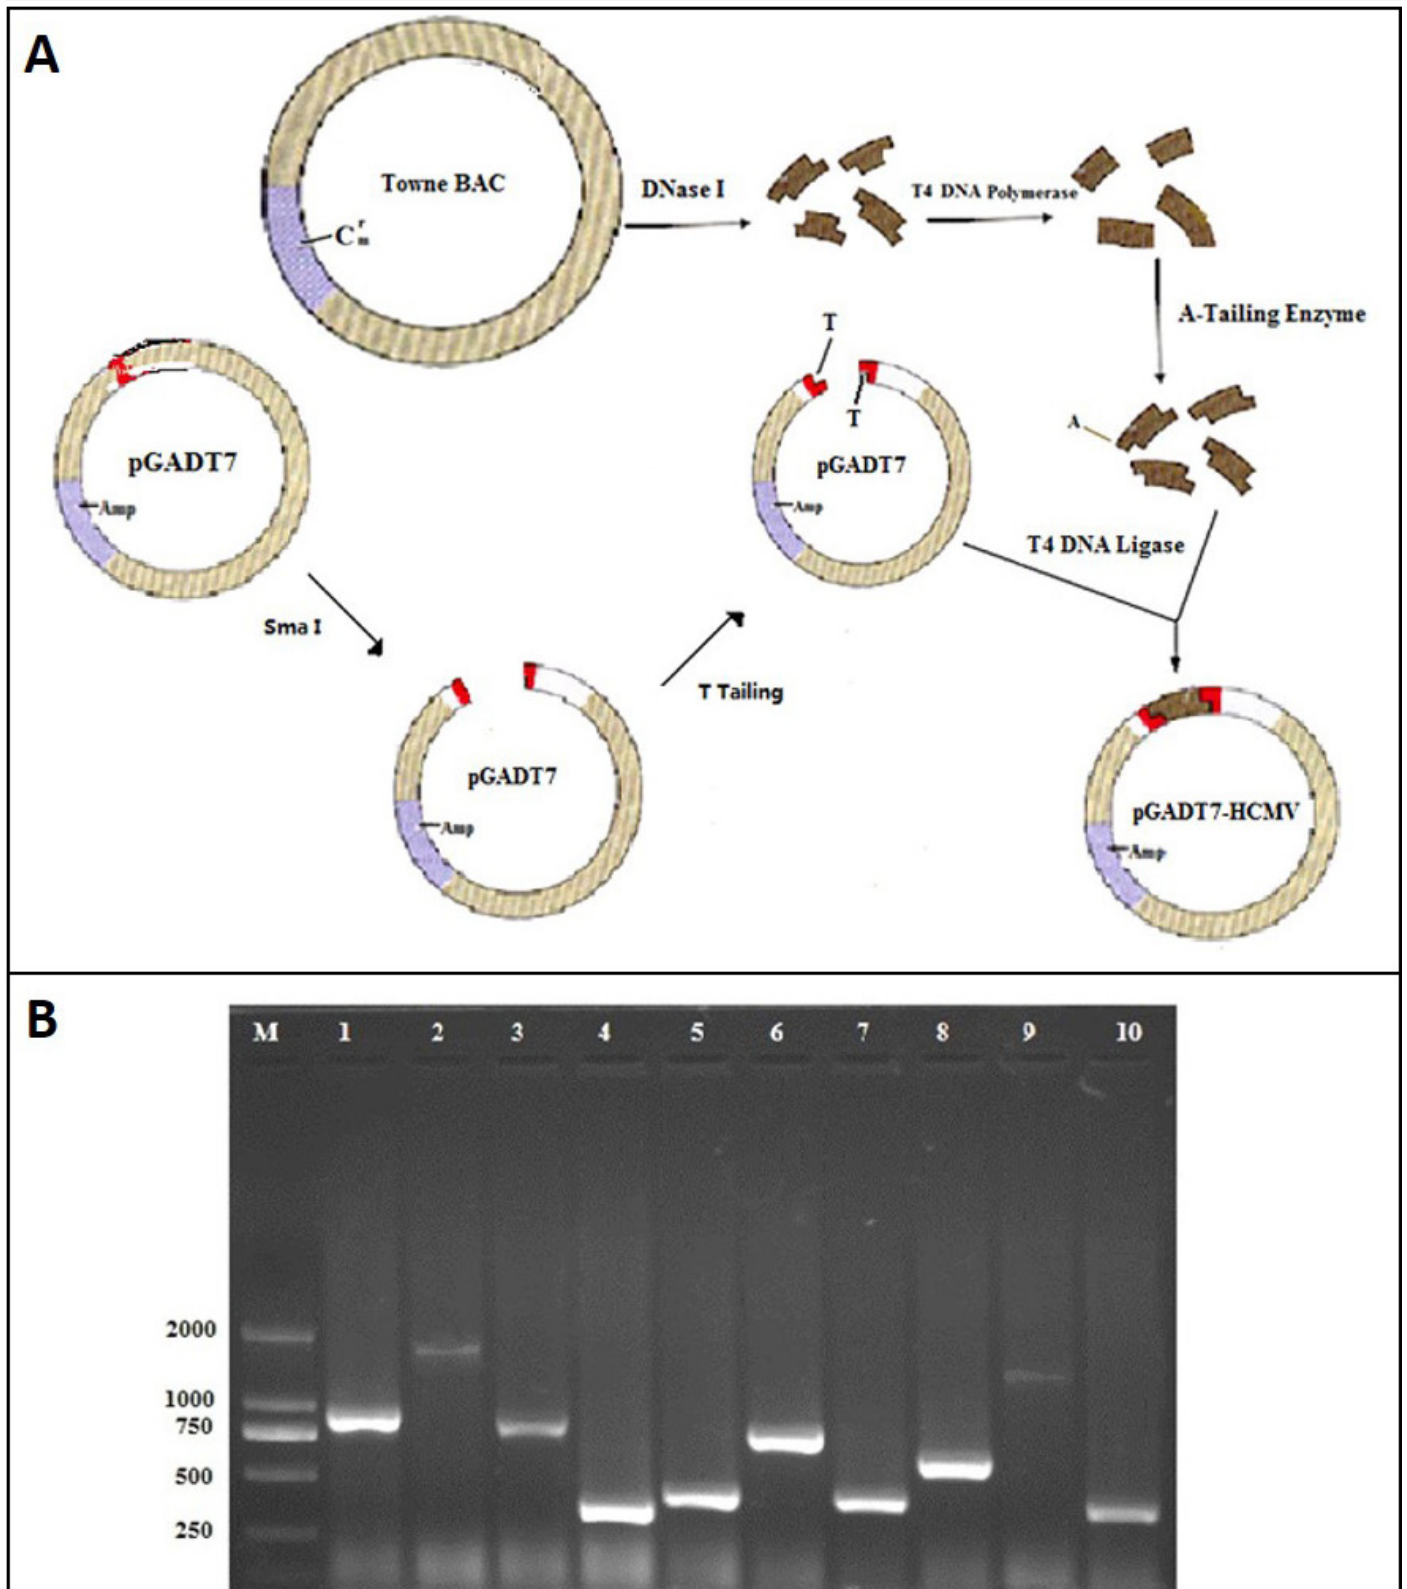 A
Towne BAC
C r m
DNase I
T4 DNA Polymerase
A-Tailing Enzyme
T
T
A
pGADT7
Amp
pGADT7
Amp
T4 DNA Ligase
Sma I
T Tailing
pGADT7
Amp
pGADT7-HCMV
Amp
B
M 1 2 3 4 5 6 7 8 9 10
2000
1000
750
500
250